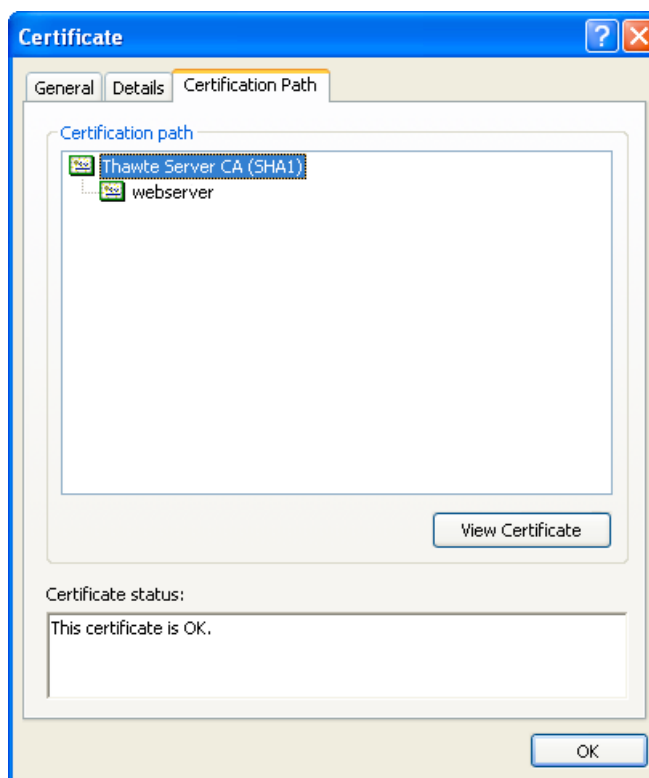 Certificate
General Details Certification Path
Certification path
Thawte Server CA (SHA1)
webserver
View Certificate
Certificate status:
This certificate is OK.
OK